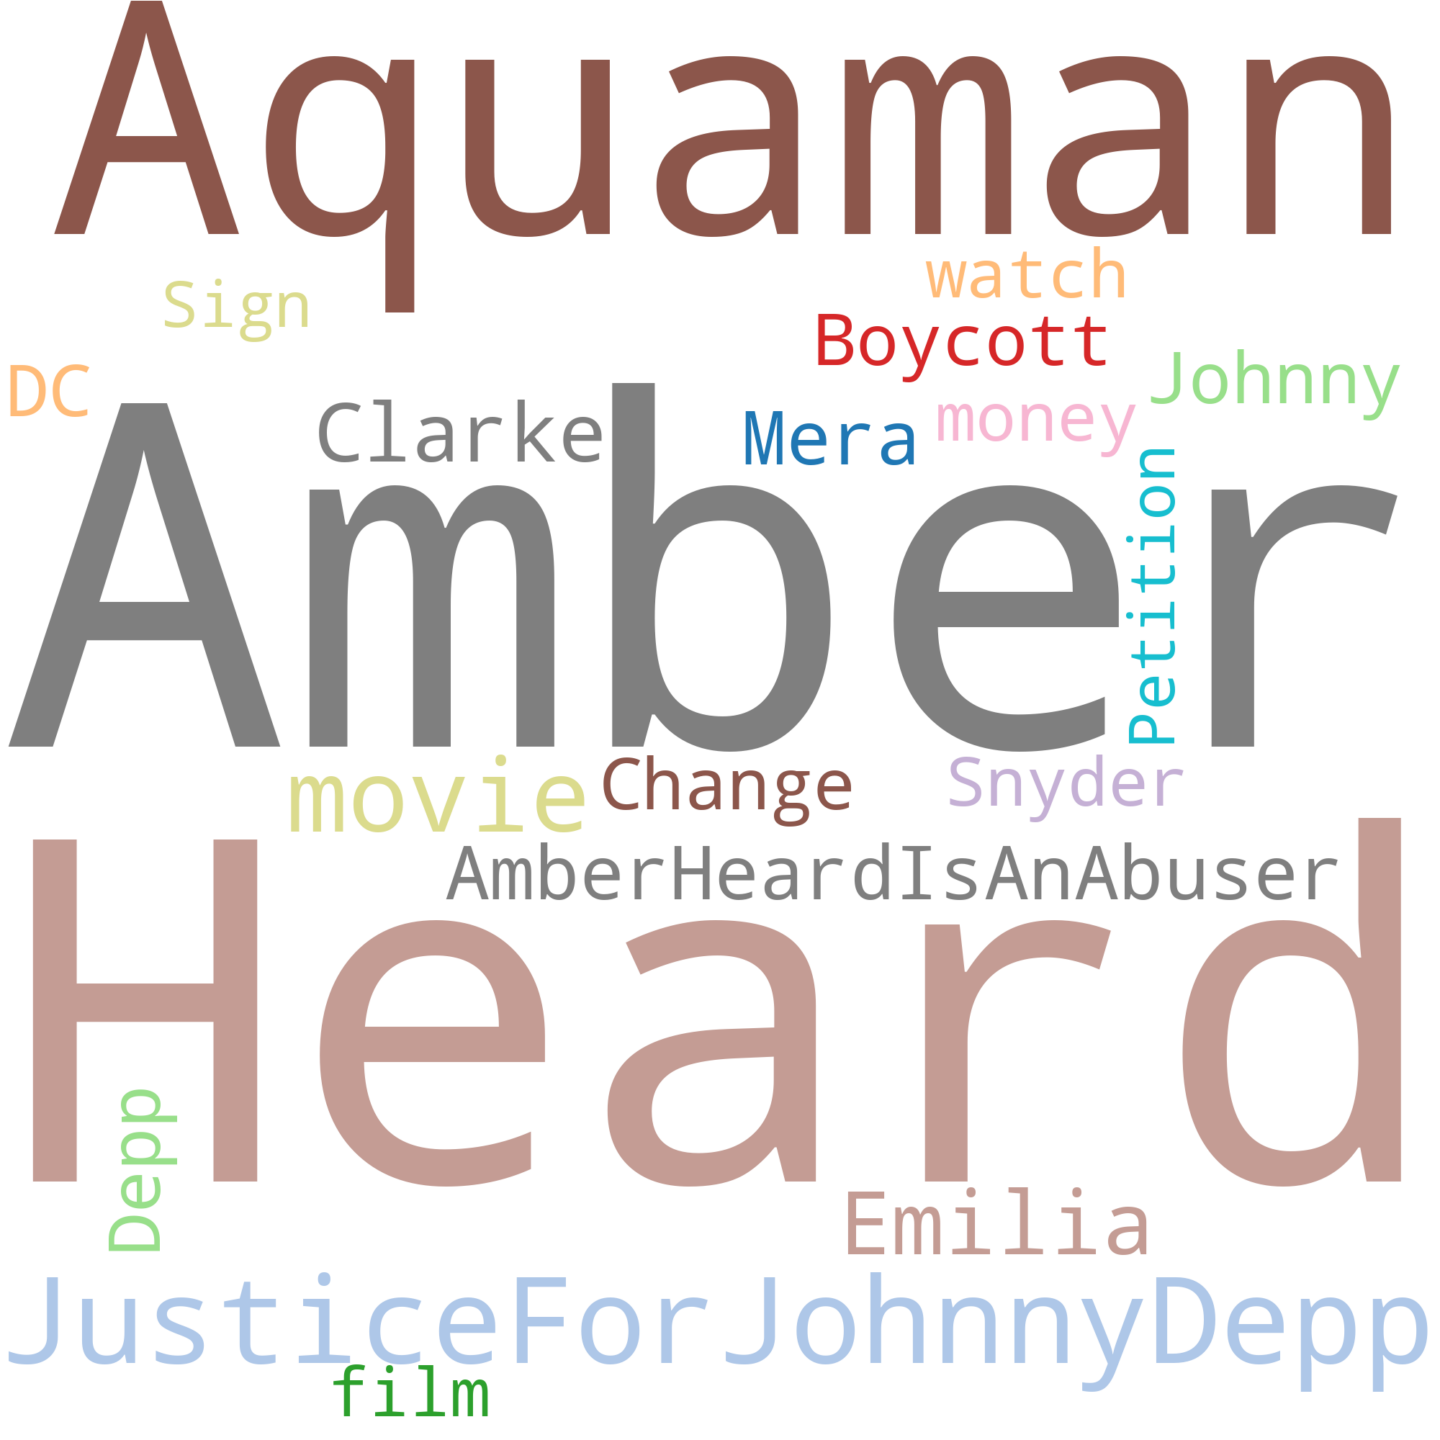 Aquaman
watch
Sign
Boycott
DC
Johnny
Clarke
Mera
money
Amber
Petition
movie
Change
Snyder
AmberHeardIsAnAbuser
Heard
Depp
Emilia
JusticeForJohnnyDepp
film